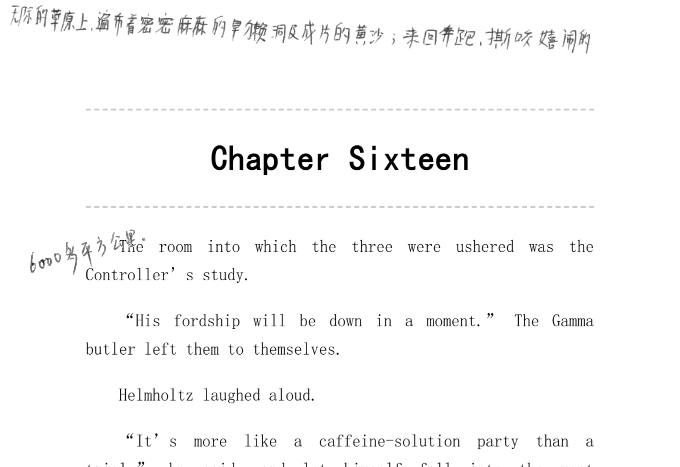 无际的草原上，遍布着密密麻麻的旱獭洞及成片的黄沙；来回奔跑、撕咬嬉闹的
Chapter Sixteen
6000多平方公里。
The room into which the three were ushered was the
Controller’s study.
“His fordship will be down in a moment.” The Gamma
butler left them to themselves.
Helmholtz laughed aloud.
“It’s more like a caffeine-solution party than a